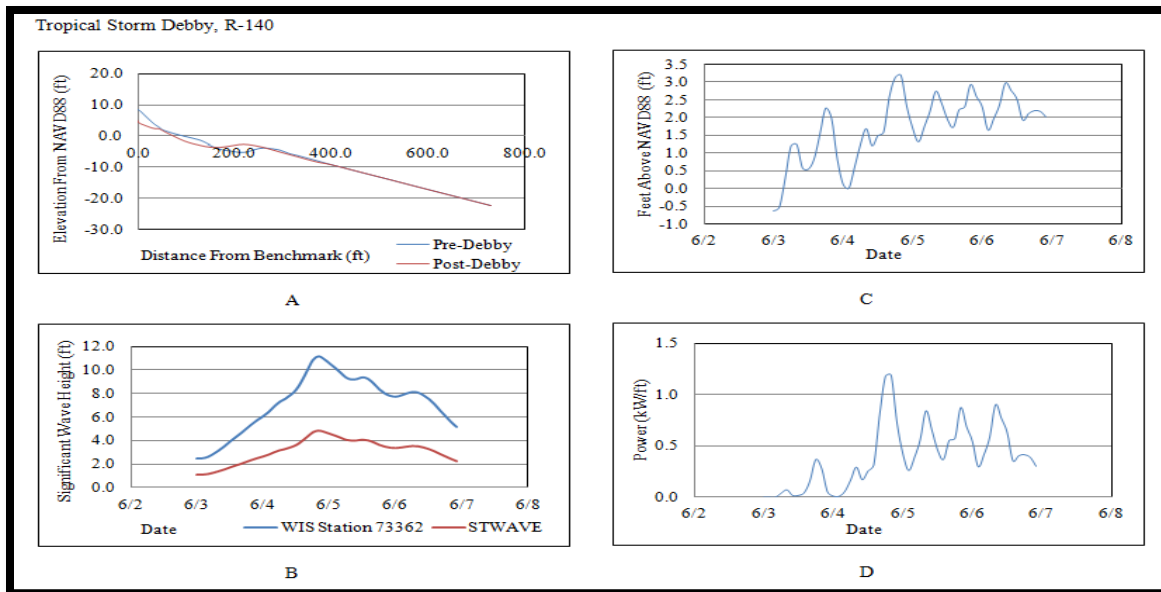 Tropical Storm Debby, R-140
Elevation From NAVD88 (ft)
20.0
10.0
0.0
-10.0
-20.0
-30.0
0.0 200.0 400.0 600.0 800.0
Distance From Benchmark (ft)
Pre-Debby
Post-Debby
A
Feet Above NAVD88 (ft)
3.5
3.0
2.5
2.0
1.5
1.0
0.5
0.0
-0.5
-1.0
6/2 6/3 6/4 6/5 6/6 6/7 6/8
Date
C
Significant Wave Height (ft)
12.0
10.0
8.0
6.0
4.0
2.0
0.0
6/2 6/3 6/4 6/5 6/6 6/7 6/8
Date
WIS Station 73362 STWAVE
B
Power (kW/ft)
1.5
1.0
0.5
0.0
6/2 6/3 6/4 6/5 6/6 6/7 6/8
Date
D